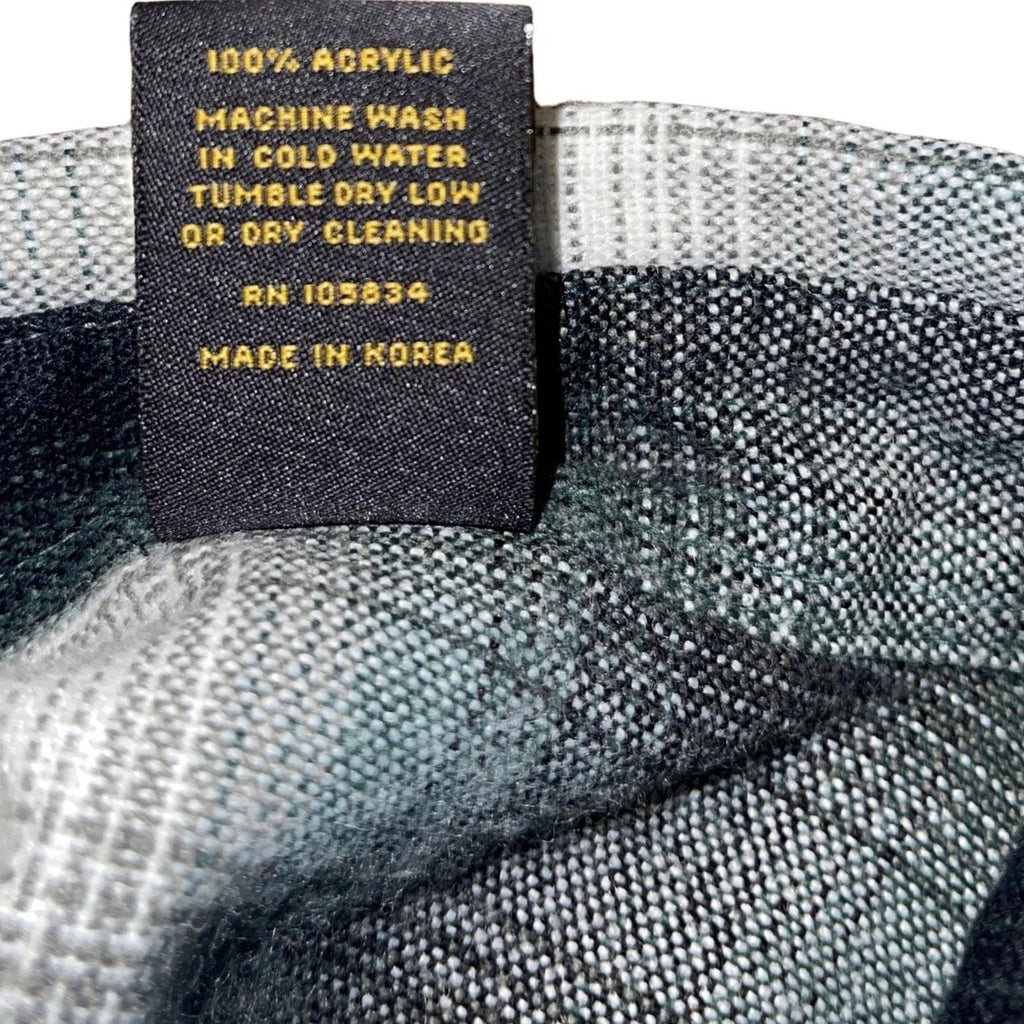 100% ACRYLIC
MACHINE WASH
IN COLD WATER
TUMBLE DRY LOW
OR DRY CLEANING
RN 105834
MADE IN KOREA